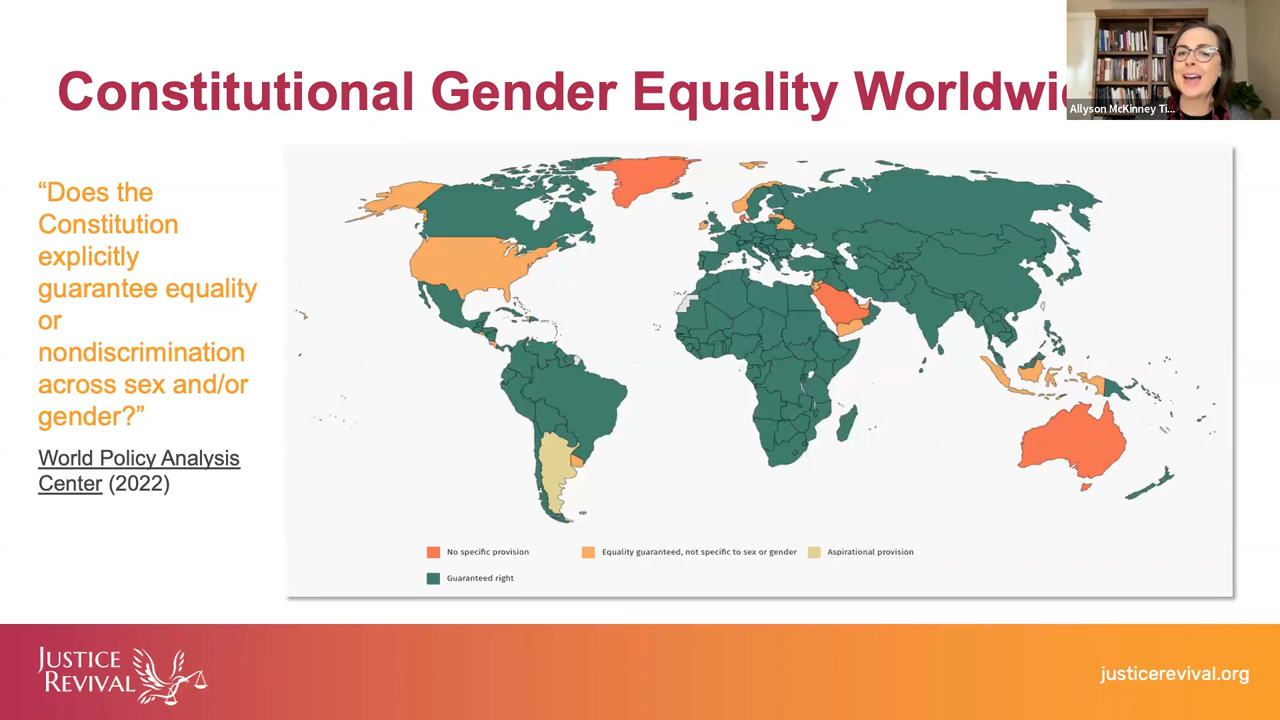 Constitutional Gender Equality Worldwi
Allyson McKinney Ti...
“Does the
Constitution
explicitly
guarantee equality
or
nondiscrimination
across sex and/or
gender?”
World Policy Analysis
Center (2022)
No specific provision
Equality guaranteed, not specific to sex or gender
Aspirational provision
Guaranteed right
JUSTICE
REVIVAL
justicerevival.org